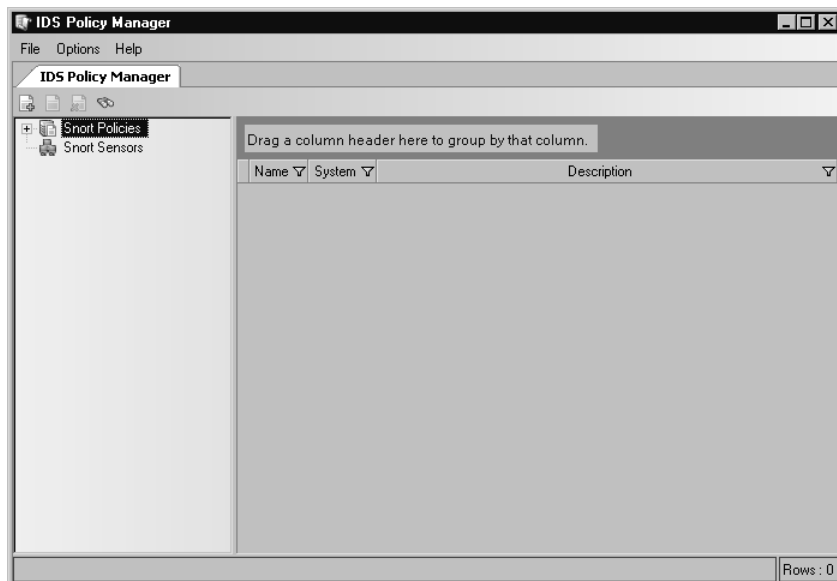 IDS Policy Manager
File Options Help
IDS Policy Manager
Snort Policies
Snort Sensors
Drag a column header here to group by that column.
Name System Description
Rows : 0